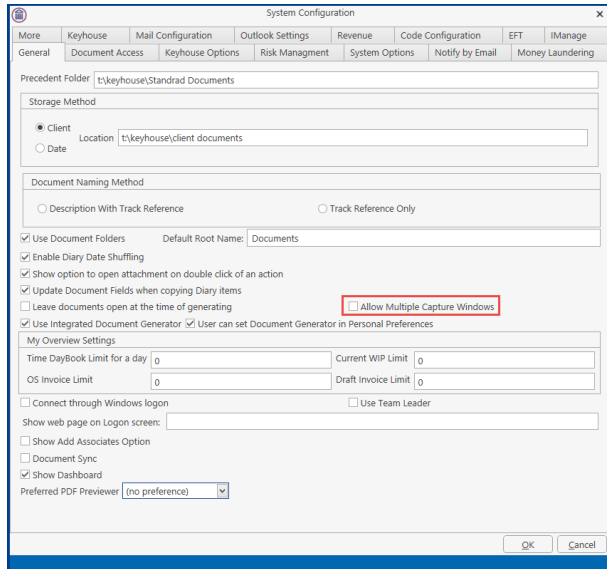 System Configuration
More Keyhouse Mail Configuration Outlook Settings Revenue Code Configuration EFT IManage
General Document Access Keyhouse Options Risk Managment System Options Notify by Email Money Laundering
Precedent Folder t:\keyhouse\Standrad Documents
Storage Method
Client
Location t:\keyhouse\client documents
Date
Document Naming Method
Description With Track Reference Track Reference Only
Use Document Folders Default Root Name: Documents
Enable Diary Date Shuffling
Show option to open attachment on double click of an action
Update Document Fields when copying Diary items
Leave documents open at the time of generating Allow Multiple Capture Windows
Use Integrated Document Generator User can set Document Generator in Personal Preferences
My Overview Settings
Time DayBook Limit for a day 0 Current WIP Limit 0
OS Invoice Limit 0 Draft Invoice Limit 0
Connect through Windows logon Use Team Leader
Show web page on Logon screen:
Show Add Associates Option
Document Sync
Show Dashboard
Preferred PDF Previewer (no preference)
OK Cancel